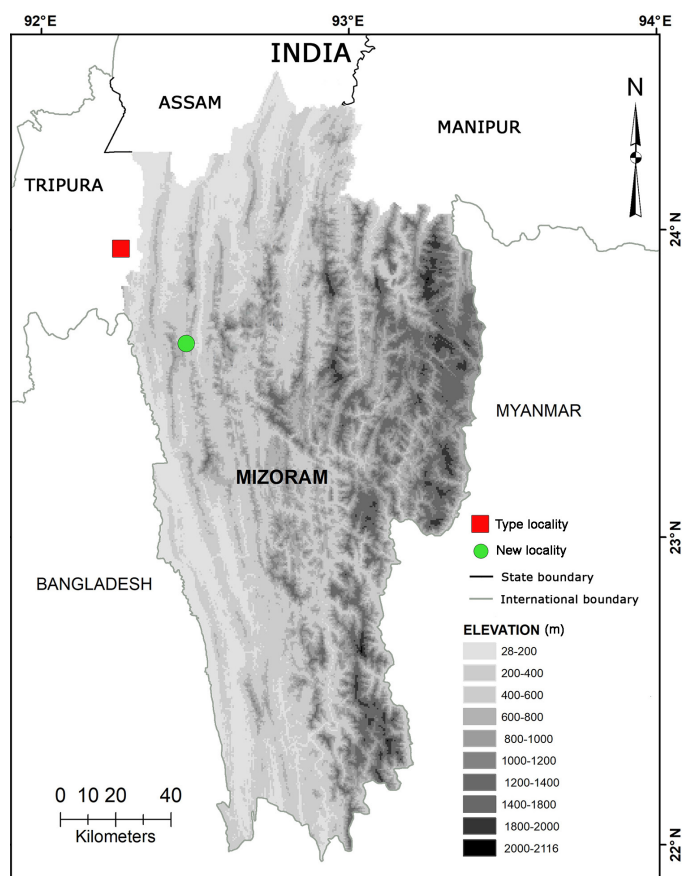 92°E
93°E
94°E
INDIA
ASSAM
N
MANIPUR
TRIPURA
24°N
MYANMAR
MIZORAM
Type locality
23°N
New locality
BANGLADESH
State boundary
International boundary
ELEVATION (m)
28-200
200-400
400-600
600-800
800-1000
1000-1200
1200-1400
1400-1800
1800-2000
2000-2116
0 10 20 40
Kilometers
22°N